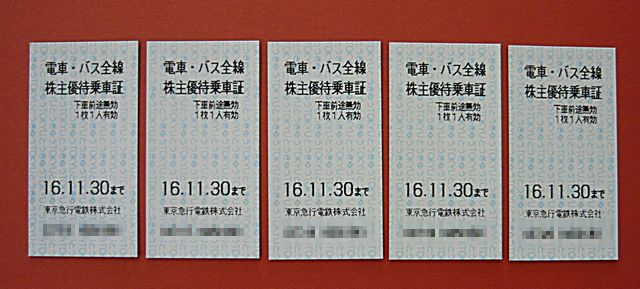 電車・バス全線
株主優待乗車証
下車前途無効
1枚1人有効
16.11.30まで
東京急行電鉄株式会社
電車・バス全線
株主優待乗車証
下車前途無効
1枚1人有効
16.11.30まで
東京急行電鉄株式会社
電車・バス全線
株主優待乗車証
下車前途無効
1枚1人有効
16.11.30まで
東京急行電鉄株式会社
電車・バス全線
株主優待乗車証
下車前途無効
1枚1人有効
16.11.30まで
東京急行電鉄株式会社
電車・バス全線
株主優待乗車証
下車前途無効
1枚1人有効
16.11.30まで
東京急行電鉄株式会社